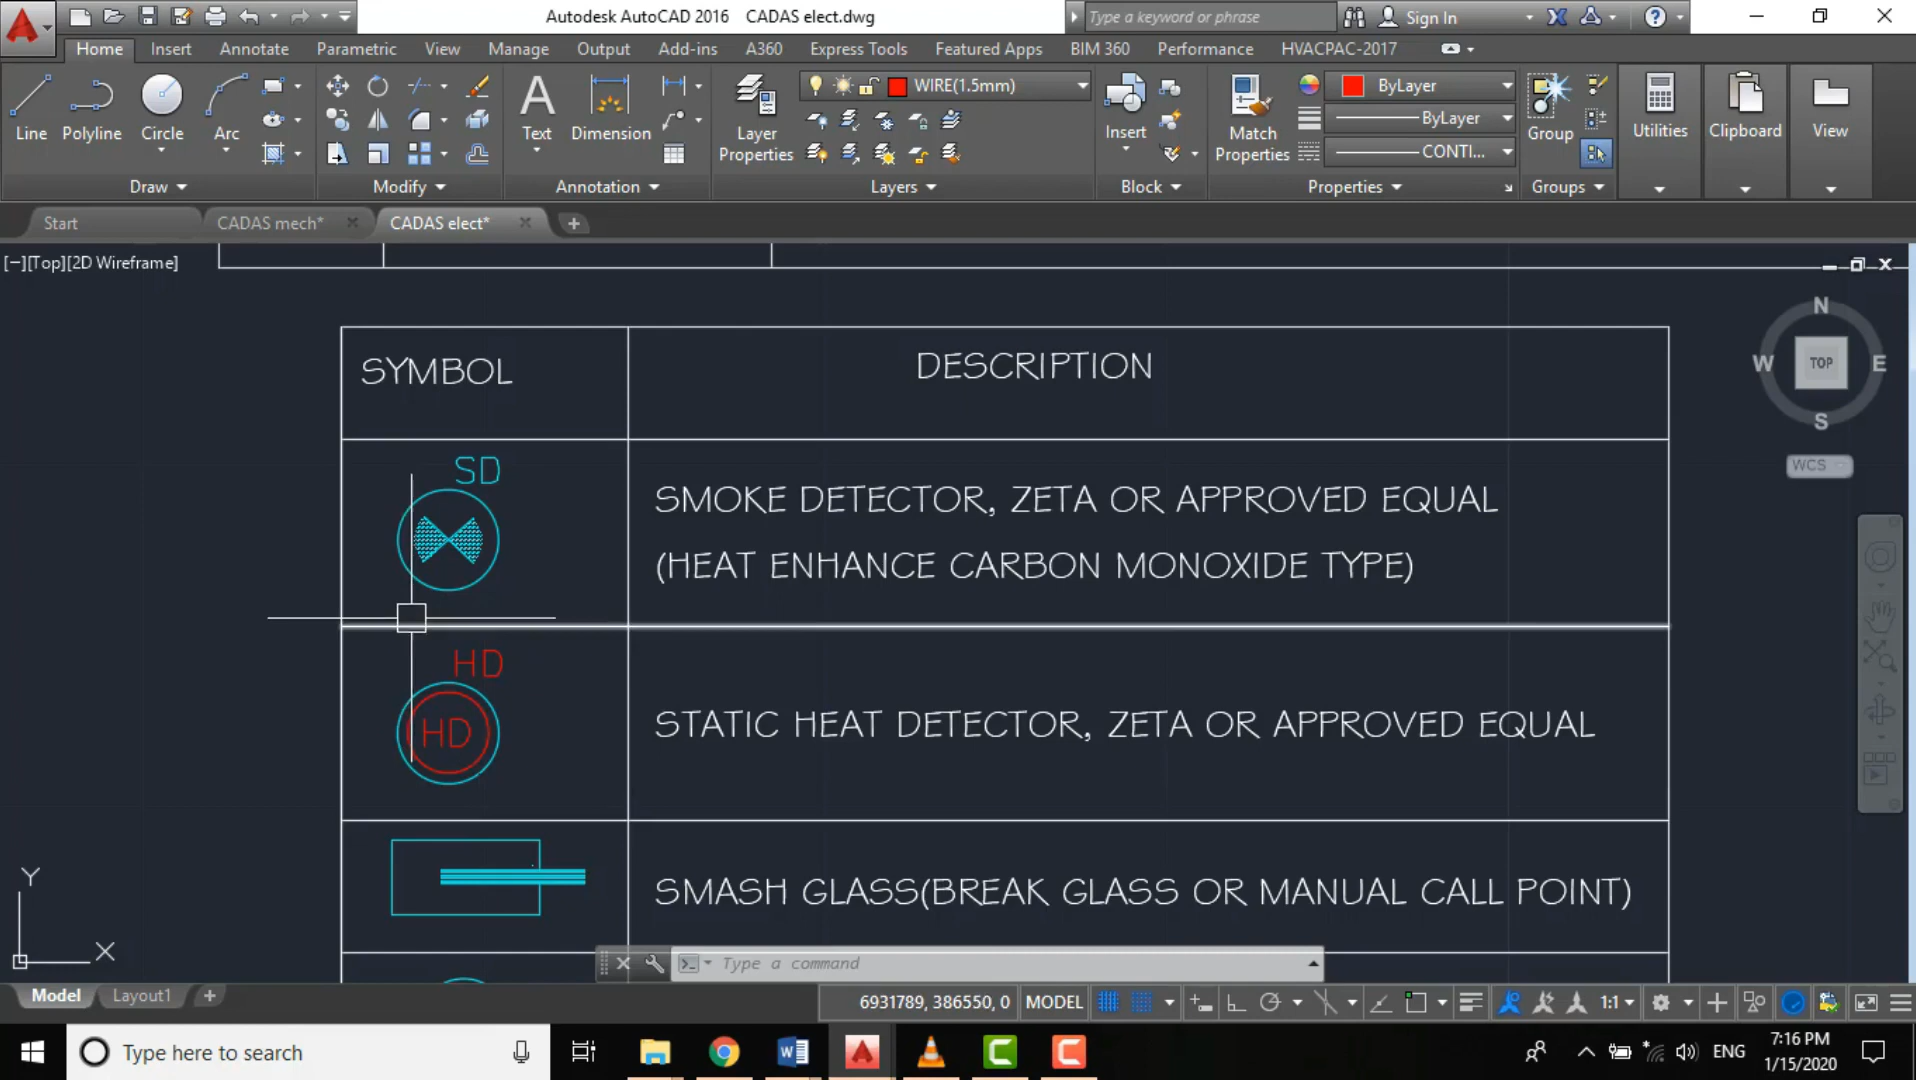 Autodesk AutoCAD 2016 CADAS elect.dwg
Type a keyword or phrase
Sign In
Home Insert Annotate Parametric View Manage Output Add-ins A360 Express Tools Featured Apps BIM 360 Performance HVACPAC-2017
WIRE(1.5mm)
ByLayer
ByLayer
CONTI...
Line Polyline Circle Arc
Text Dimension
Layer
Properties
Insert
Match
Properties
Group
Utilities
Clipboard
View
Draw Modify Annotation Layers Block Properties Groups
Start CADAS mech* CADAS elect*
[−][Top][2D Wireframe]
N
W TOP E
S
WCS
SYMBOL DESCRIPTION
SD
SMOKE DETECTOR, ZETA OR APPROVED EQUAL
(HEAT ENHANCE CARBON MONOXIDE TYPE)
HD
HD
STATIC HEAT DETECTOR, ZETA OR APPROVED EQUAL
SMASH GLASS(BREAK GLASS OR MANUAL CALL POINT)
Y
X
Type a command
Model Layout1
6931789, 386550, 0 MODEL
1:1
Type here to search
ENG
7:16 PM
1/15/2020